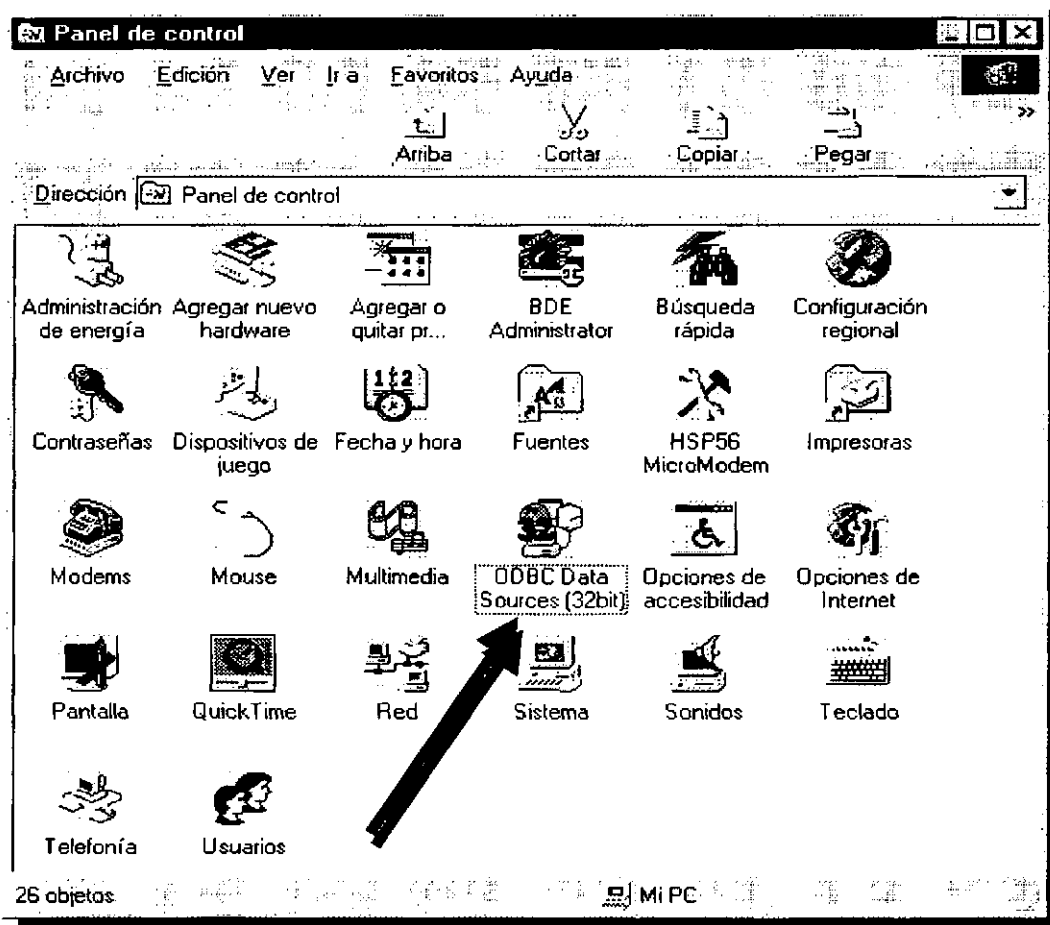 Panel de control
Archivo Edición Ver Ir a Favoritos Ayuda
»
Arriba Cortar Copiar Pegar
Dirección Panel de control
Administración de energía
Agregar nuevo hardware
Agregar o quitar pr...
BDE Administrator
Búsqueda rápida
Configuración regional
Contraseñas
Dispositivos de juego
Fecha y hora
Fuentes
HSP56 MicroModem
Impresoras
Modems
Mouse
Multimedia
ODBC Data Sources (32bit)
Opciones de accesibilidad
Opciones de Internet
Pantalla
QuickTime
Red
Sistema
Sonidos
Teclado
Telefonía
Usuarios
26 objetos Mi PC